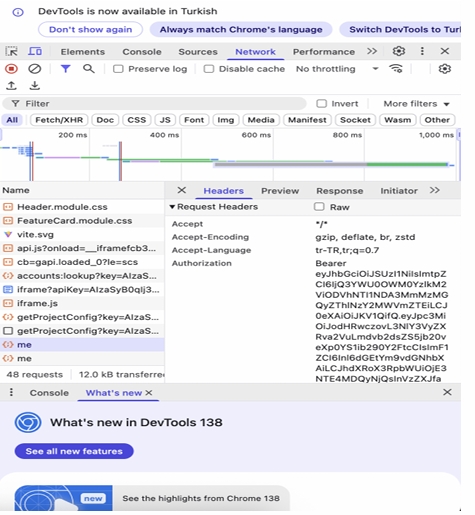 DevTools is now available in Turkish
Don't show again Always match Chrome's language Switch DevTools to Turk
Elements Console Sources Network Performance
Preserve log Disable cache No throttling
Filter Invert More filters
All Fetch/XHR Doc CSS JS Font Img Media Manifest Socket Wasm Other
200 ms 400 ms 600 ms 800 ms 1,000 ms
Name Headers Preview Response Initiator
Request Headers Raw
Header.module.css
FeatureCard.module.css
vite.svg
api.js?onload=__iframefcb3...
cb=gapi.loaded_0?le=scs
accounts:lookup?key=AIzaS...
iframe?apiKey=AIzaSyB0qIj3...
iframe.js
getProjectConfig?key=AIzaS...
getProjectConfig?key=AIzaS...
me
me
48 requests 12.0 kB transferre
Accept */*
Accept-Encoding gzip, deflate, br, zstd
Accept-Language tr-TR,tr;q=0.7
Authorization Bearer
Console What's new
What's new in DevTools 138
See all new features
new See the highlights from Chrome 138